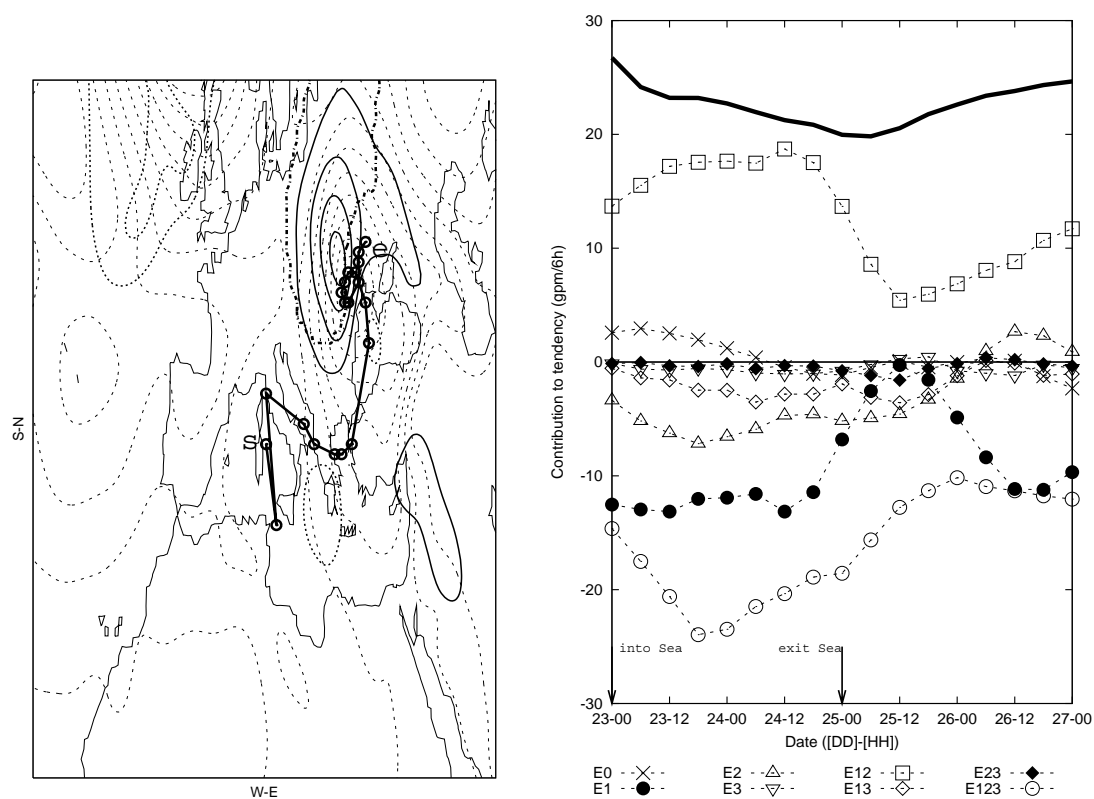 S-N
W-E
Contribution to tendency (gpm/6h)
30
20
10
0
-10
-20
-30
into Sea
exit Sea
23-00 23-12 24-00 24-12 25-00 25-12 26-00 26-12 27-00
Date ([DD]-[HH])
E0 E2 E12 E23
E1 E3 E13 E123